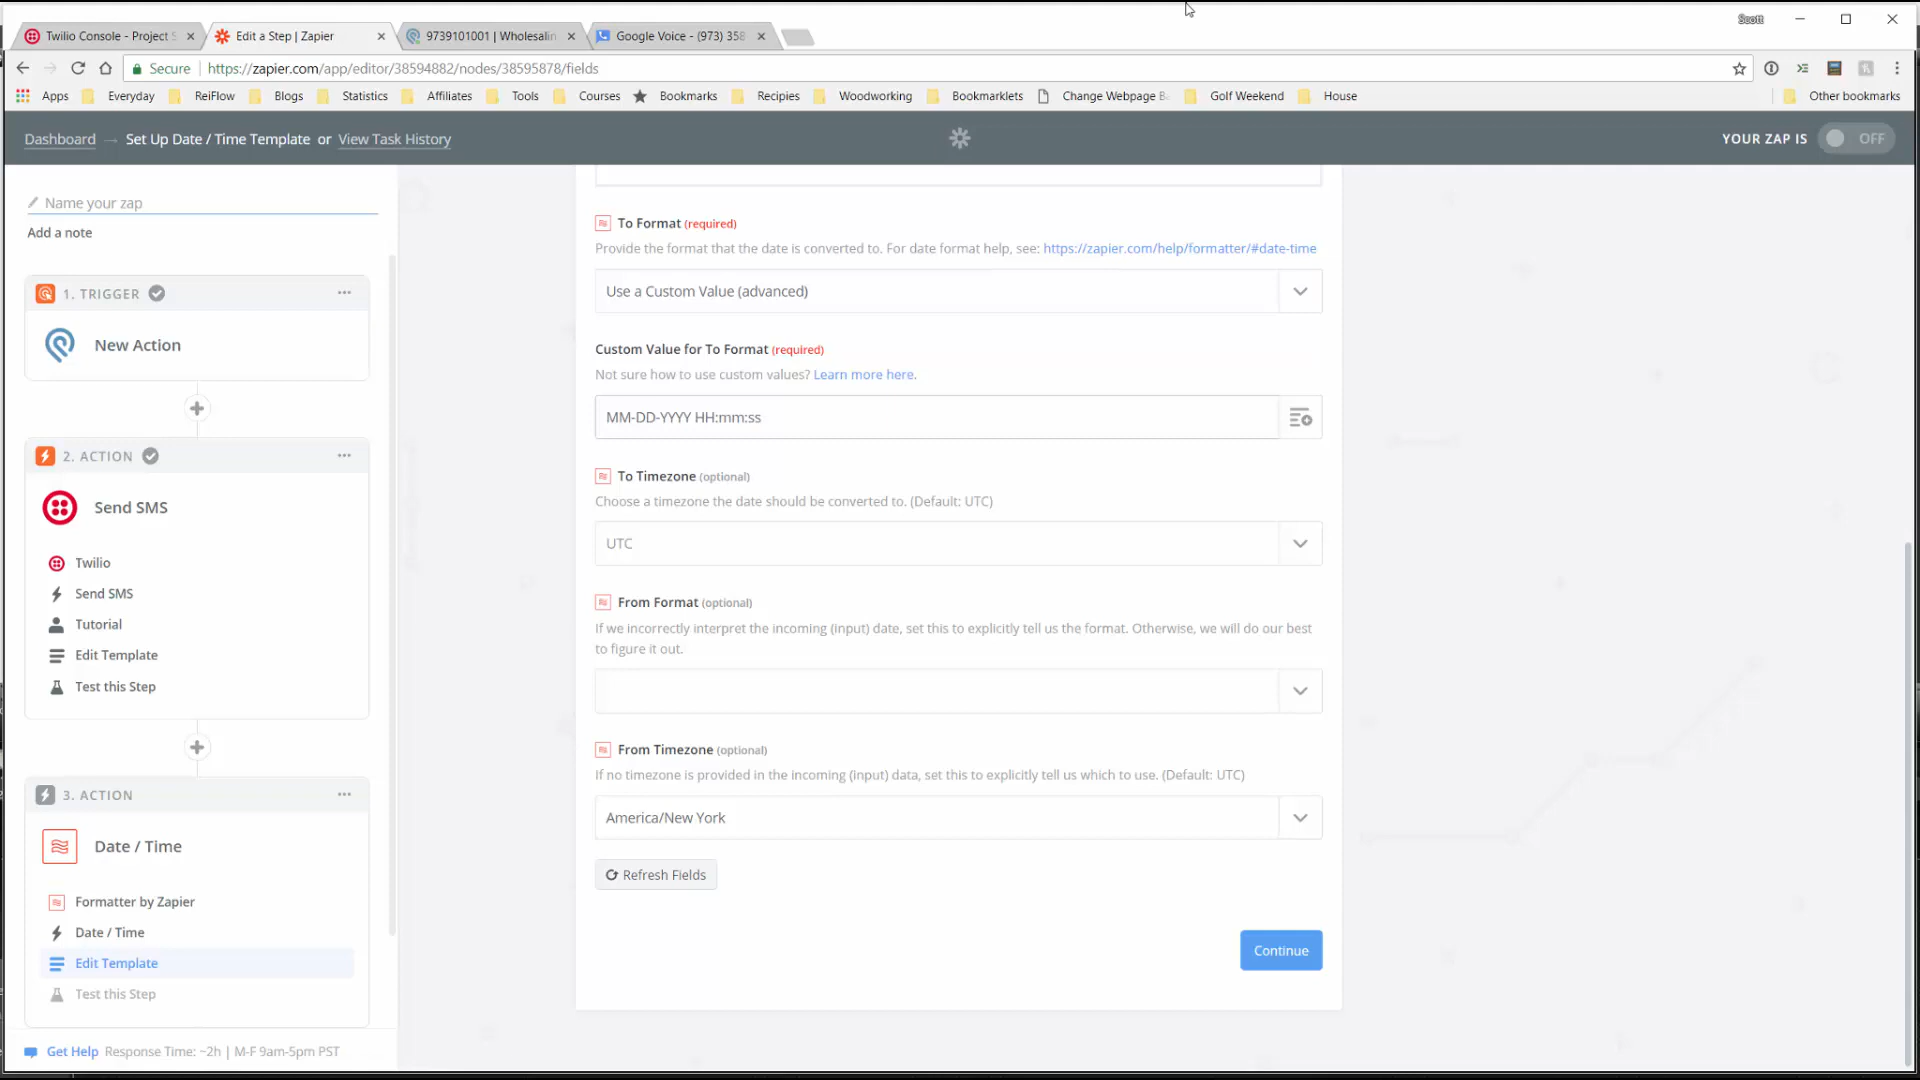 Scott
Twilio Console - Project S
Edit a Step | Zapier
9739101001 | Wholesalin
Google Voice - (973) 358
Secure
https://zapier.com/app/editor/38594882/nodes/38595878/fields
Apps
Everyday
ReiFlow
Blogs
Statistics
Affiliates
Tools
Courses
Bookmarks
Recipies
Woodworking
Bookmarklets
Change Webpage Ba
Golf Weekend
House
Other bookmarks
Dashboard → Set Up Date / Time Template or View Task History
YOUR ZAP IS OFF
Name your zap
Add a note
1. TRIGGER
New Action
2. ACTION
Send SMS
Twilio
Send SMS
Tutorial
Edit Template
Test this Step
3. ACTION
Date / Time
Formatter by Zapier
Date / Time
Edit Template
Test this Step
Get Help Response Time: ~2h | M-F 9am-5pm PST
To Format (required)
Provide the format that the date is converted to. For date format help, see: https://zapier.com/help/formatter/#date-time
Use a Custom Value (advanced)
Custom Value for To Format (required)
Not sure how to use custom values? Learn more here.
MM-DD-YYYY HH:mm:ss
To Timezone (optional)
Choose a timezone the date should be converted to. (Default: UTC)
UTC
From Format (optional)
If we incorrectly interpret the incoming (input) date, set this to explicitly tell us the format. Otherwise, we will do our best
to figure it out.
From Timezone (optional)
If no timezone is provided in the incoming (input) data, set this to explicitly tell us which to use. (Default: UTC)
America/New York
Refresh Fields
Continue